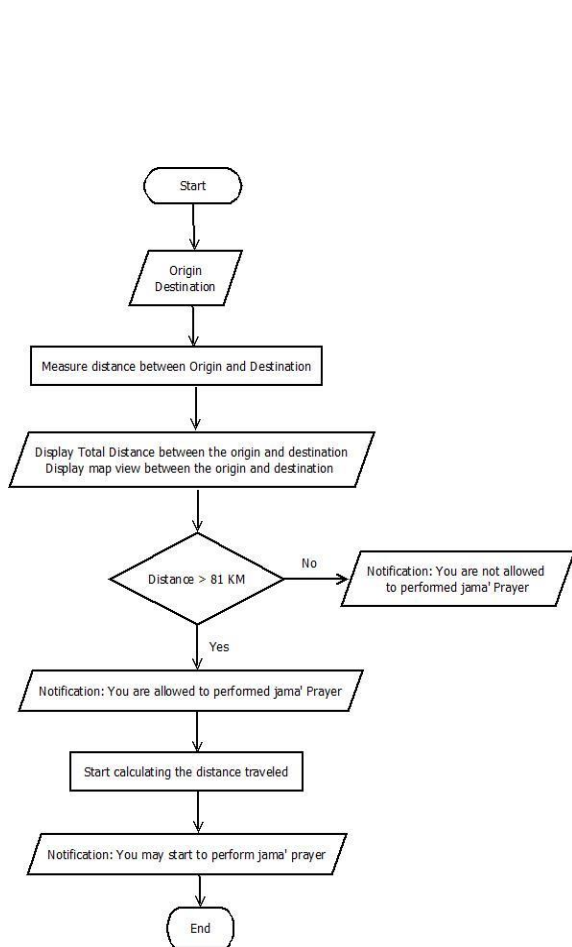 Start
Origin
Destination
Measure distance between Origin and Destination
Display Total Distance between the origin and destination
Display map view between the origin and destination
Distance > 81 KM
No
Notification: You are not allowed
to performed jama' Prayer
Yes
Notification: You are allowed to performed jama' Prayer
Start calculating the distance traveled
Notification: You may start to perform jama' prayer
End